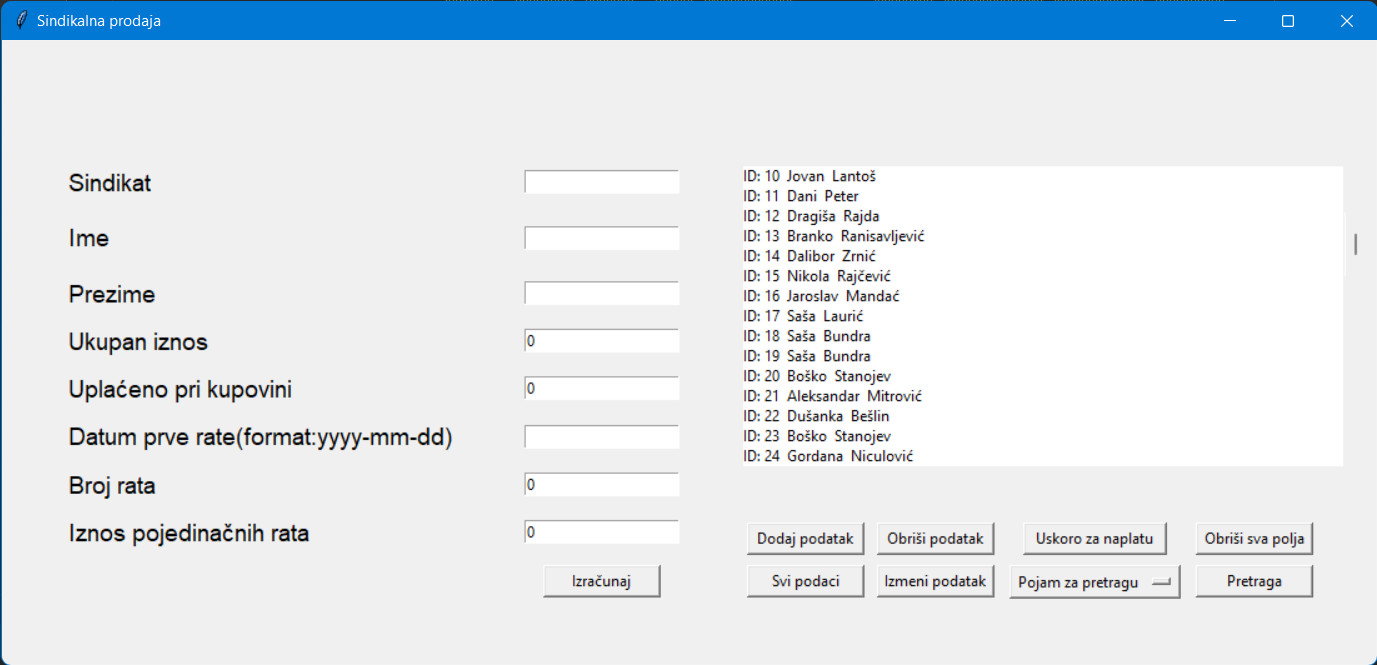 Sindikalna prodaja
Sindikat
Ime
Prezime
Ukupan iznos
0
Uplaćeno pri kupovini
0
Datum prve rate(format:yyyy-mm-dd)
Broj rata
0
Iznos pojedinačnih rata
0
Izračunaj
ID: 10 Jovan Lantoš
ID: 11 Dani Peter
ID: 12 Dragiša Rajda
ID: 13 Branko Ranisavljević
ID: 14 Dalibor Zrnić
ID: 15 Nikola Rajčević
ID: 16 Jaroslav Mandać
ID: 17 Saša Laurić
ID: 18 Saša Bundra
ID: 19 Saša Bundra
ID: 20 Boško Stanojev
ID: 21 Aleksandar Mitrović
ID: 22 Dušanka Bešlin
ID: 23 Boško Stanojev
ID: 24 Gordana Niculović
Dodaj podatak
Obriši podatak
Uskoro za naplatu
Obriši sva polja
Svi podaci
Izmeni podatak
Pojam za pretragu
Pretraga